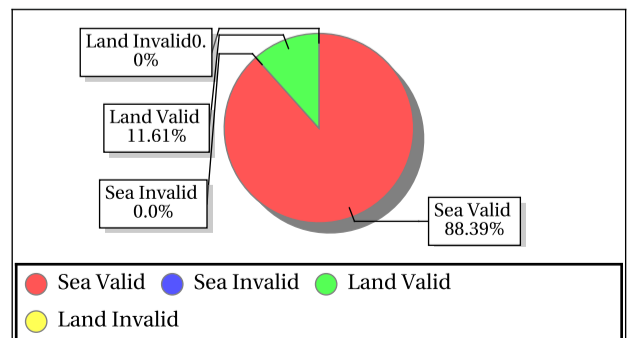 Land Invalid0.
0%
Land Valid
11.61%
Sea Invalid
0.0%
Sea Valid
88.39%
Sea Valid Sea Invalid Land Valid
Land Invalid